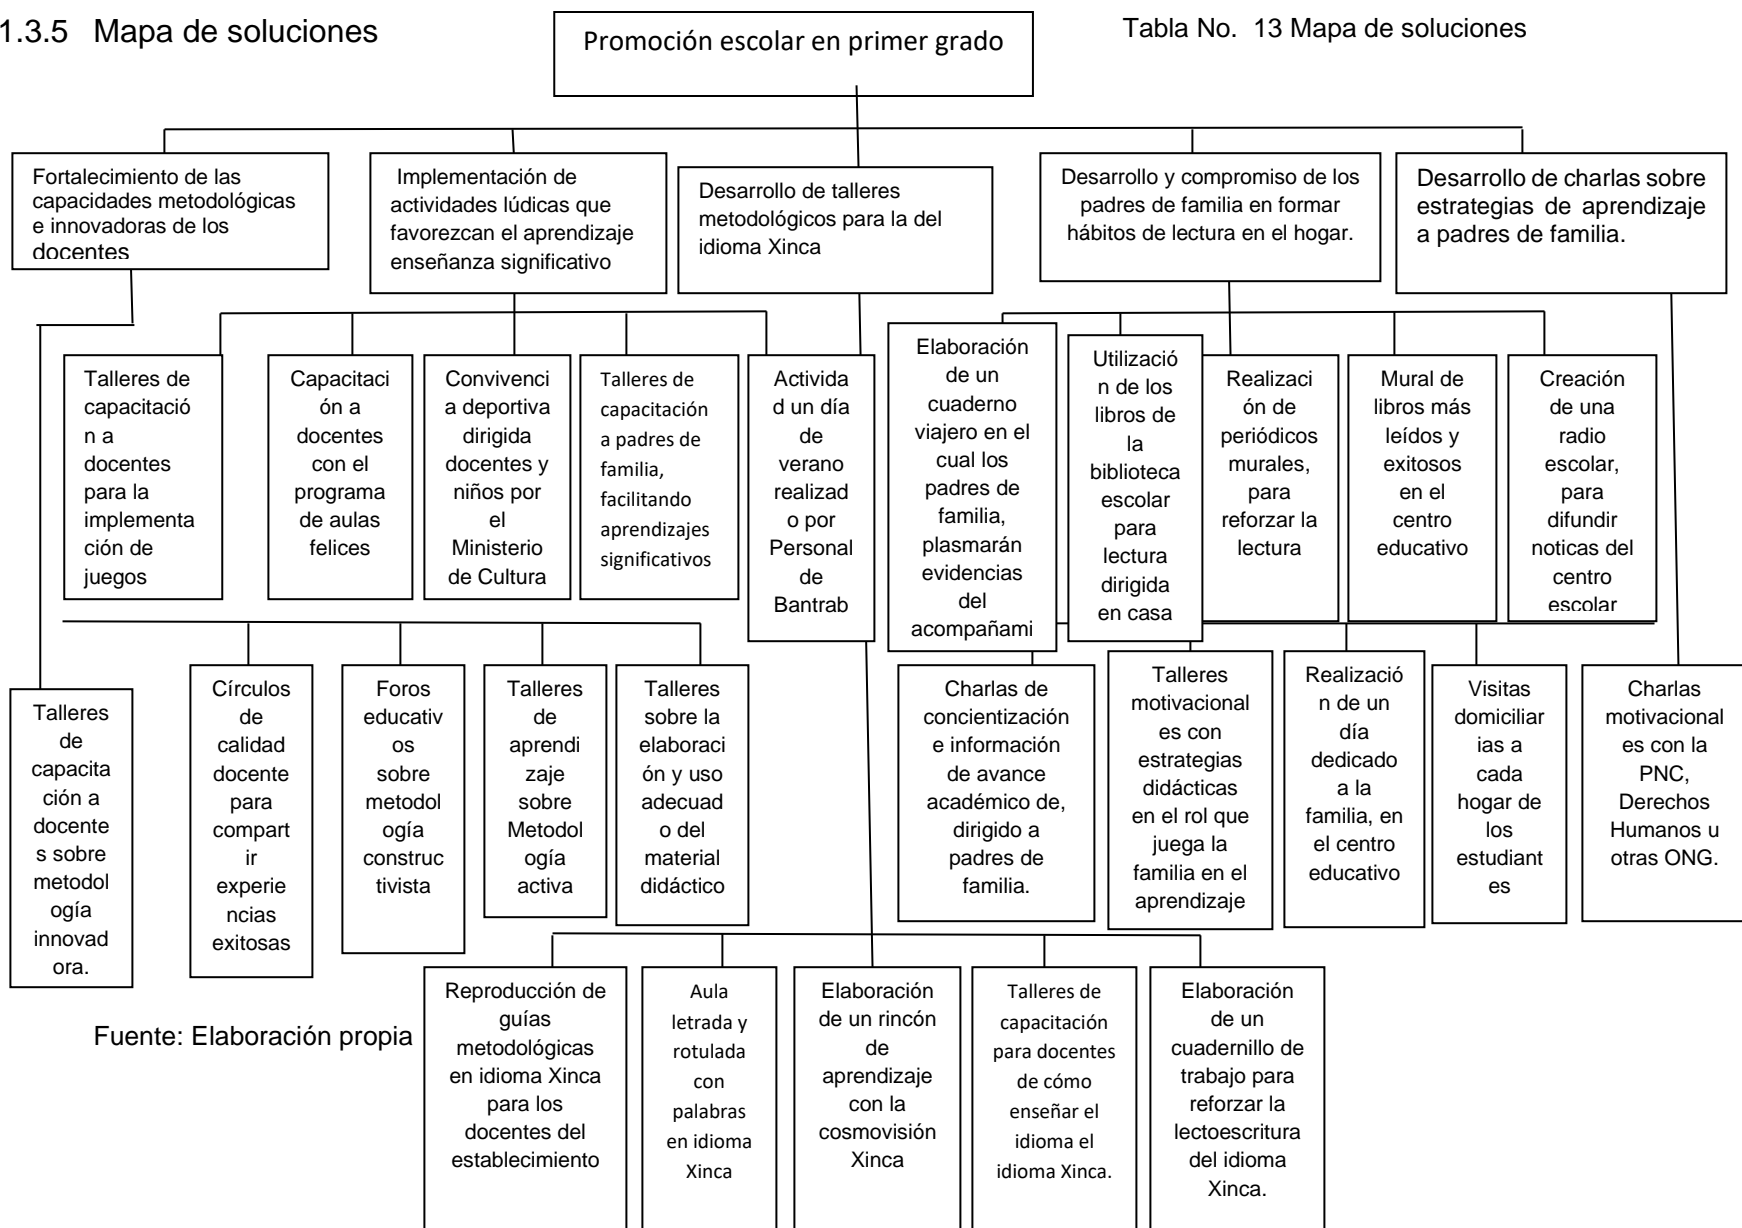 1.3.5 Mapa de soluciones
Tabla No. 13 Mapa de soluciones
Promoción escolar en primer grado
Fortalecimiento de las
capacidades metodológicas
e innovadoras de los
docentes
Implementación de
actividades lúdicas que
favorezcan el aprendizaje
enseñanza significativo
Desarrollo de talleres
metodológicos para la del
idioma Xinca
Desarrollo y compromiso de los
padres de familia en formar
hábitos de lectura en el hogar.
Desarrollo de charlas sobre
estrategias de aprendizaje
a padres de familia.
Talleres de
capacitació
n a
docentes
para la
implementa
ción de
juegos
Capacitaci
ón a
docentes
con el
programa
de aulas
felices
Convivenci
a deportiva
dirigida
docentes y
niños por
el
Ministerio
de Cultura
Talleres de
capacitación
a padres de
familia,
facilitando
aprendizajes
significativos
Activida
d un día
de
verano
realizad
o por
Personal
de
Bantrab
Elaboración
de un
cuaderno
viajero en el
cual los
padres de
familia,
plasmarán
evidencias
del
acompañami
Utilizació
n de los
libros de
la
biblioteca
escolar
para
lectura
dirigida
en casa
Realizaci
ón de
periódicos
murales,
para
reforzar la
lectura
Mural de
libros más
leídos y
exitosos
en el
centro
educativo
Creación
de una
radio
escolar,
para
difundir
noticas del
centro
escolar
Talleres
de
capacita
ción a
docente
s sobre
metodol
ogía
innovad
ora.
Círculos
de
calidad
docente
para
compart
ir
experie
ncias
exitosas
Foros
educativ
os
sobre
metodol
ogía
construc
tivista
Talleres
de
aprendi
zaje
sobre
Metodol
ogía
activa
Talleres
sobre la
elaboraci
ón y uso
adecuad
o del
material
didáctico
Charlas de
concientización
e información
de avance
académico de,
dirigido a
padres de
familia.
Talleres
motivacional
es con
estrategias
didácticas
en el rol que
juega la
familia en el
aprendizaje
Realizació
n de un
día
dedicado
a la
familia, en
el centro
educativo
Visitas
domiciliar
ias a
cada
hogar de
los
estudiant
es
Charlas
motivacional
es con la
PNC,
Derechos
Humanos u
otras ONG.
Reproducción de
guías
metodológicas
en idioma Xinca
para los
docentes del
establecimiento
Aula
letrada y
rotulada
con
palabras
en idioma
Xinca
Elaboración
de un rincón
de
aprendizaje
con la
cosmovisión
Xinca
Talleres de
capacitación
para docentes
de cómo
enseñar el
idioma el
idioma Xinca.
Elaboración
de un
cuadernillo de
trabajo para
reforzar la
lectoescritura
del idioma
Xinca.
Fuente: Elaboración propia